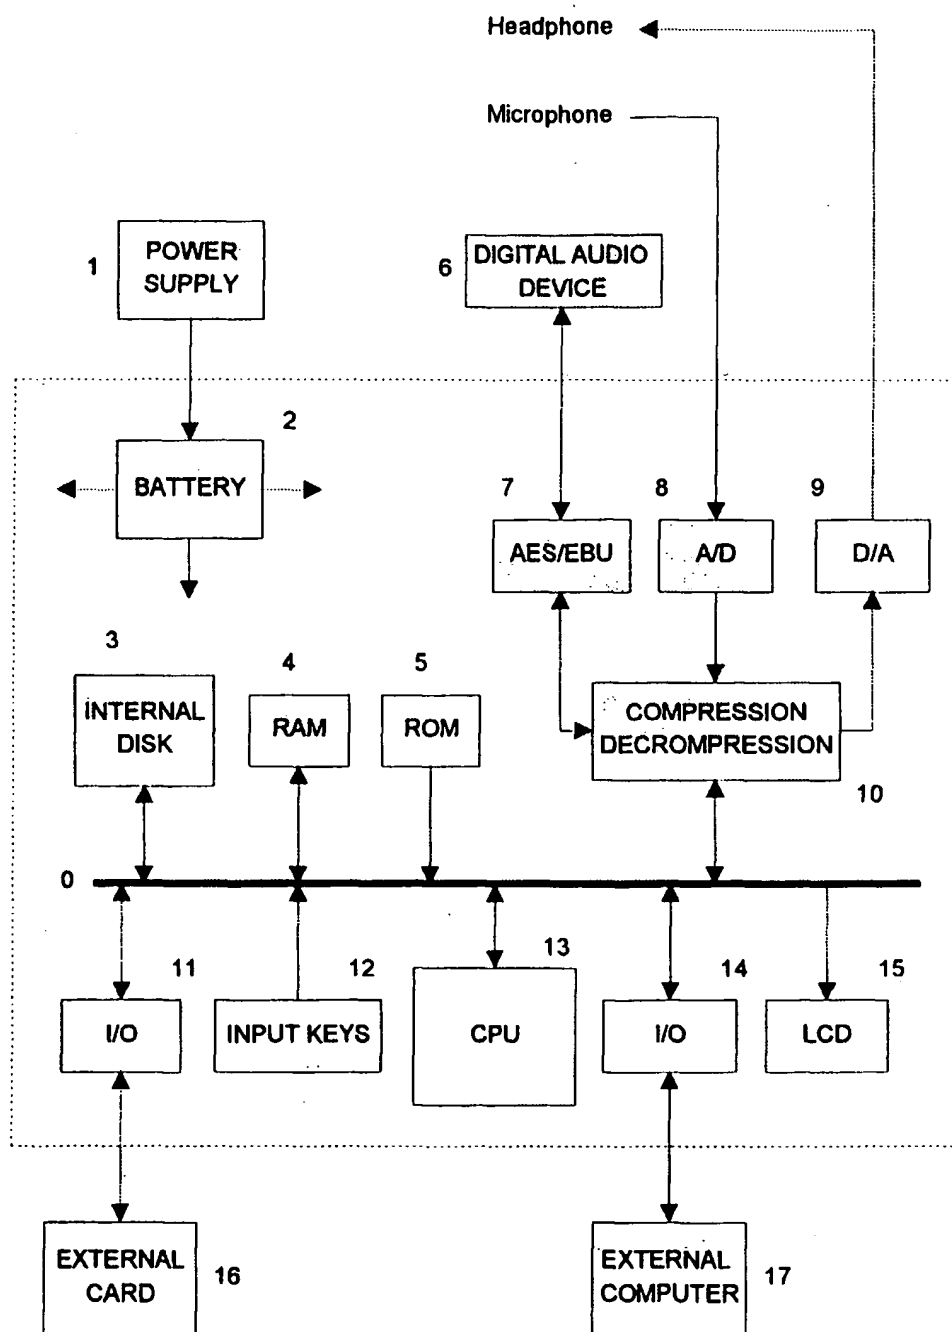 Headphone
Microphone
1
POWER
SUPPLY
6
DIGITAL AUDIO
DEVICE
2
BATTERY
7
8
9
AES/EBU
A/D
D/A
3
4
5
INTERNAL
DISK
RAM
ROM
COMPRESSION
DECROMPRESSION
10
0
11
12
13
14
15
I/O
INPUT KEYS
CPU
I/O
LCD
EXTERNAL
CARD
16
EXTERNAL
COMPUTER
17